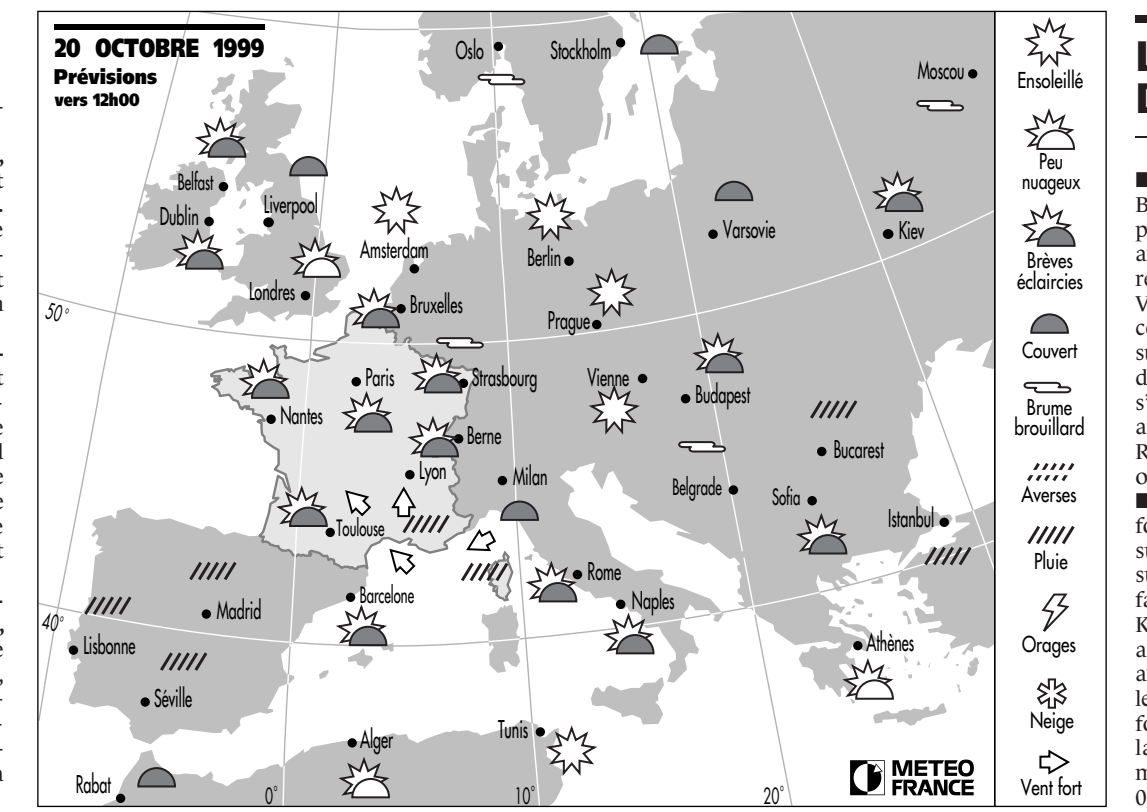 20 OCTOBRE 1999
Prévisions
vers 12h00
Oslo
Stockholm
Moscou
Belfast
Dublin
Liverpool
Amsterdam
Berlin
Varsovie
Kiev
Londres
Bruxelles
Prague
50°
Paris
Strasbourg
Vienne
Budapest
Nantes
Berne
Lyon
Milan
Bucarest
Belgrade
Sofia
Istanbul
Toulouse
Rome
Barcelone
Naples
Madrid
40°
Lisbonne
Athènes
Séville
Alger
Tunis
Rabat
0°
10°
20°
METEO
FRANCE
Ensoleillé
Peu
nuageux
Brèves
éclaircies
Couvert
Brume
brouillard
Averses
Pluie
Orages
Neige
Vent fort